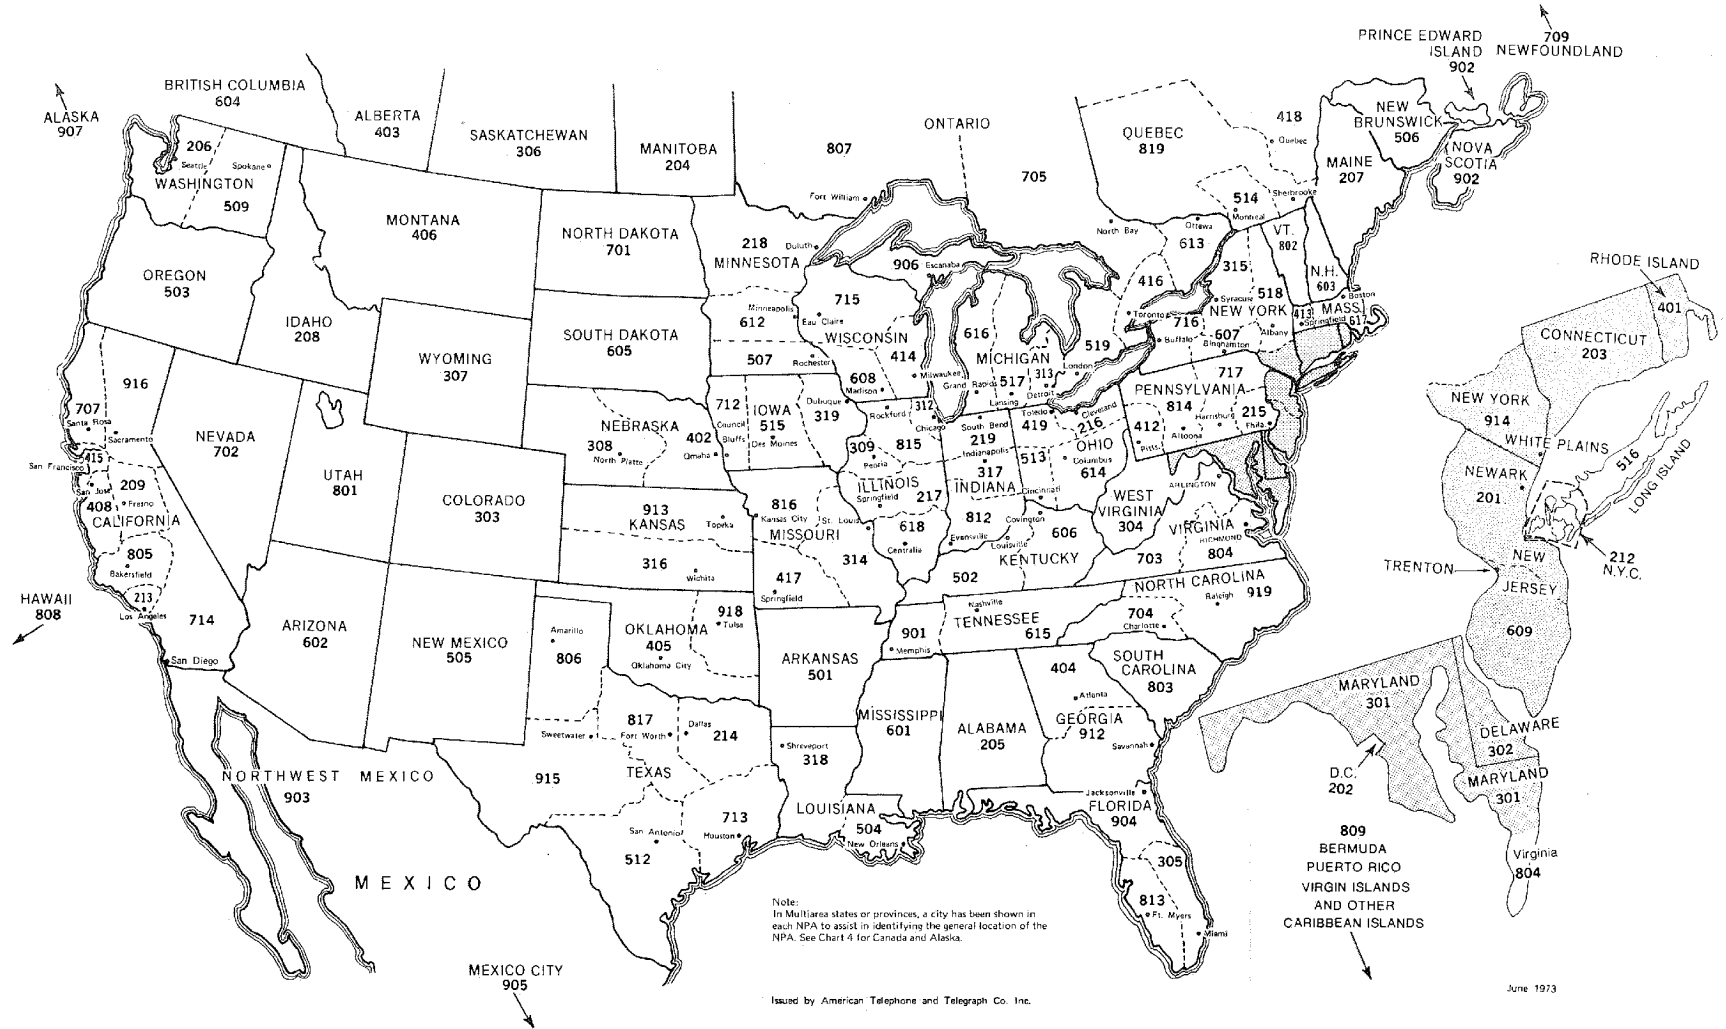 PRINCE EDWARD
ISLAND
902
709
NEWFOUNDLAND
BRITISH COLUMBIA
604
ALASKA
907
ALBERTA
403
SASKATCHEWAN
306
MANITOBA
204
ONTARIO
807
705
Fort William
North Bay
QUEBEC
819
418
Quebec
514
Sherbrooke
Montreal
Ottawa
613
416
Toronto
519
London
NEW
BRUNSWICK
506
NOVA
SCOTIA
902
MAINE
207
VT.
802
N.H.
603
Boston
MASS.
413
Springfield
617
206
Seattle
Spokane
WASHINGTON
509
OREGON
503
IDAHO
208
MONTANA
406
WYOMING
307
NORTH DAKOTA
701
SOUTH DAKOTA
605
218
Duluth
MINNESOTA
Minneapolis
612
507
Rochester
906
Escanaba
715
Eau Claire
WISCONSIN
414
Milwaukee
608
Madison
616
MICHIGAN
Grand Rapids
517
Lansing
313
Detroit
315
Syracuse
518
NEW YORK
716
Buffalo
607
Binghamton
Albany
717
PENNSYLVANIA
814
Harrisburg
215
Phila.
412
Pitts.
Altoona
916
707
Santa Rosa
Sacramento
415
San Francisco
San Jose
408
209
Fresno
CALIFORNIA
805
Bakersfield
213
Los Angeles
714
San Diego
NEVADA
702
UTAH
801
COLORADO
303
ARIZONA
602
NEW MEXICO
505
NEBRASKA
308
North Platte
402
Omaha
712
Council
Bluffs
IOWA
515
Des Moines
319
Dubuque
913
KANSAS
Topeka
316
Wichita
816
Kansas City
St. Louis
MISSOURI
314
417
Springfield
Rockford
312
Chicago
815
309
Peoria
ILLINOIS
Springfield
217
618
Centralia
South Bend
219
Indianapolis
317
INDIANA
812
Evansville
Toledo
419
Cleveland
216
OHIO
513
Columbus
614
Cincinnati
Covington
606
Louisville
KENTUCKY
502
WEST
VIRGINIA
304
ARLINGTON
VIRGINIA
RICHMOND
804
703
NORTH CAROLINA
Raleigh
919
704
Charlotte
Nashville
TENNESSEE
615
901
Memphis
918
Tulsa
OKLAHOMA
405
Oklahoma City
ARKANSAS
501
SOUTH
CAROLINA
803
404
Atlanta
GEORGIA
912
Savannah
ALABAMA
205
MISSISSIPPI
601
Amarillo
806
Sweetwater
817
Fort Worth
Dallas
214
TEXAS
915
713
Houston
San Antonio
512
Shreveport
318
LOUISIANA
504
New Orleans
Jacksonville
FLORIDA
904
305
813
Ft. Myers
Miami
HAWAII
808
NORTHWEST MEXICO
903
MEXICO
MEXICO CITY
905
RHODE ISLAND
401
CONNECTICUT
203
NEW YORK
914
WHITE PLAINS
NEWARK
201
516
LONG ISLAND
212
N.Y.C.
TRENTON
NEW
JERSEY
609
MARYLAND
301
DELAWARE
302
D.C.
202
MARYLAND
301
Virginia
804
809
BERMUDA
PUERTO RICO
VIRGIN ISLANDS
AND OTHER
CARIBBEAN ISLANDS
Note:
In Multiarea states or provinces, a city has been shown in
each NPA to assist in identifying the general location of the
NPA. See Chart 4 for Canada and Alaska.
Issued by American Telephone and Telegraph Co. Inc.
June 1973